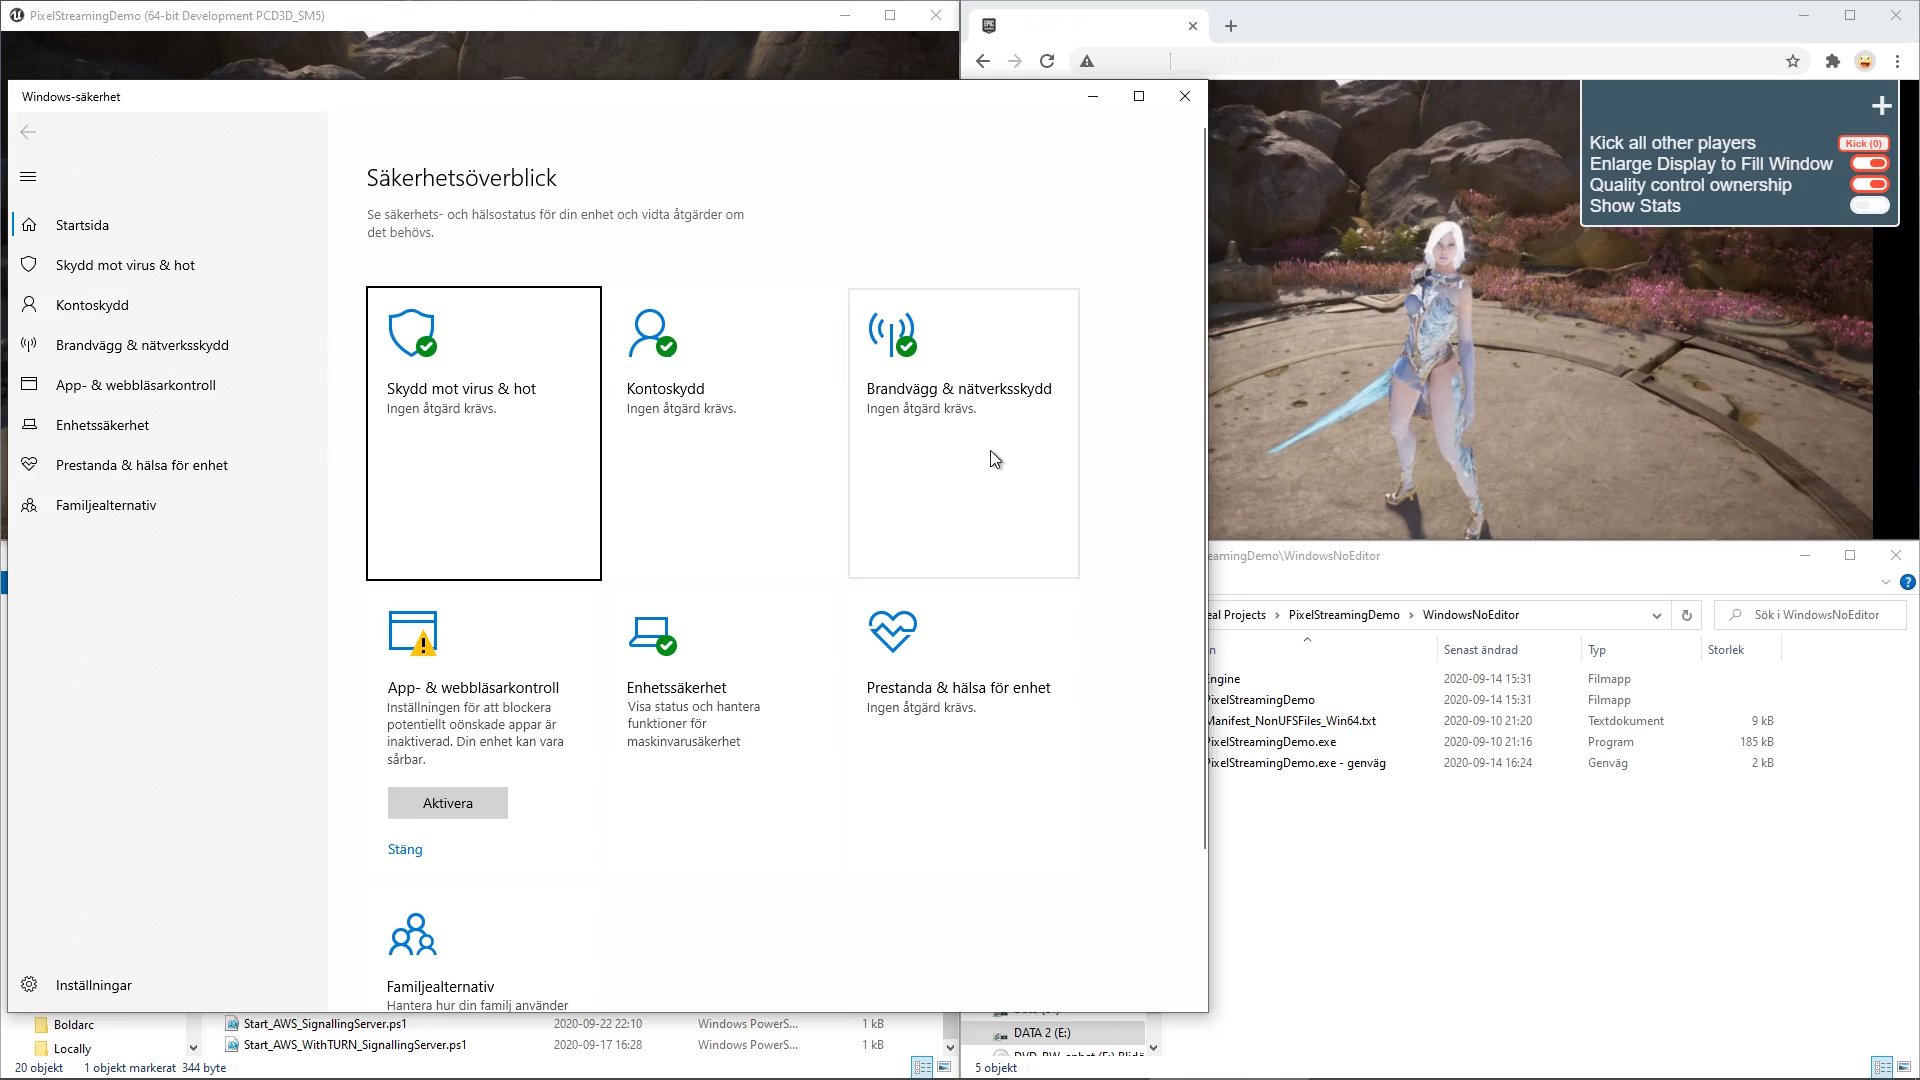 PixelStreamingDemo (64-bit Development PCD3D_SM5)
Windows-säkerhet
Startsida
Skydd mot virus & hot
Kontoskydd
Brandvägg & nätverksskydd
App- & webbläsarkontroll
Enhetssäkerhet
Prestanda & hälsa för enhet
Familjealternativ
Inställningar
Säkerhetsöverblick
Se säkerhets- och hälsostatus för din enhet och vidta åtgärder om
det behövs.
Skydd mot virus & hot
Ingen åtgärd krävs.
Kontoskydd
Ingen åtgärd krävs.
Brandvägg & nätverksskydd
Ingen åtgärd krävs.
App- & webbläsarkontroll
Inställningen för att blockera
potentiellt oönskade appar är
inaktiverad. Din enhet kan vara
sårbar.
Aktivera
Stäng
Enhetssäkerhet
Visa status och hantera
funktioner för
maskinvarusäkerhet
Prestanda & hälsa för enhet
Ingen åtgärd krävs.
Familjealternativ
Hantera hur din familj använder
Kick all other players Kick (0)
Enlarge Display to Fill Window
Quality control ownership
Show Stats
eamingDemo\WindowsNoEditor
eal Projects > PixelStreamingDemo > WindowsNoEditor
Sök i WindowsNoEditor
n Senast ändrad Typ Storlek
Engine 2020-09-14 15:31 Filmapp
PixelStreamingDemo 2020-09-14 15:31 Filmapp
Manifest_NonUFSFiles_Win64.txt 2020-09-10 21:20 Textdokument 9 kB
PixelStreamingDemo.exe 2020-09-10 21:16 Program 185 kB
PixelStreamingDemo.exe - genväg 2020-09-14 16:24 Genväg 2 kB
Boldarc
Locally
Start_AWS_SignallingServer.ps1 2020-09-22 22:10 Windows PowerS... 1 kB
Start_AWS_WithTURN_SignallingServer.ps1 2020-09-17 16:28 Windows PowerS... 1 kB
20 objekt 1 objekt markerat 344 byte
DATA 2 (E:)
5 objekt